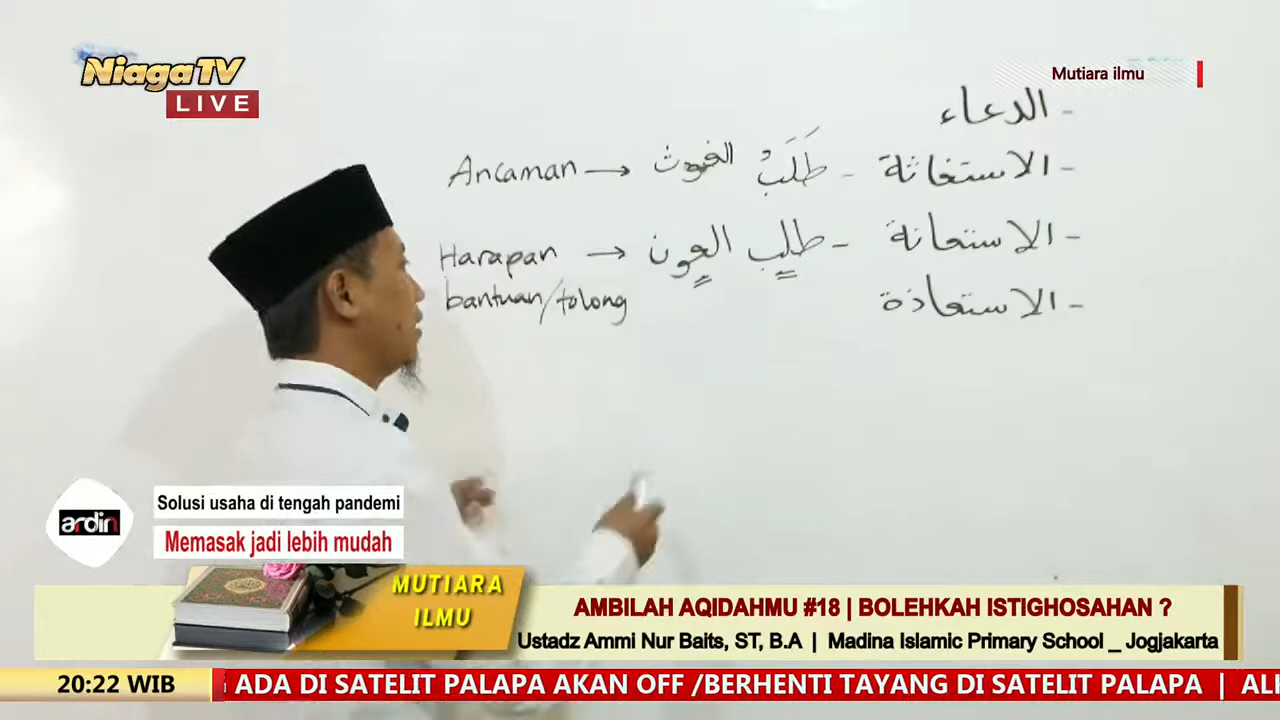 NiagaTV
LIVE
Mutiara ilmu
- الدعاء
- الاستغاثة - طَلَبُ الغوث → Ancaman
- الاستعانة - طلب العون → Harapan
bantuan/tolong
- الاستعاذة
ardin
Solusi usaha di tengah pandemi
Memasak jadi lebih mudah
MUTIARA
ILMU
AMBILAH AQIDAHMU #18 | BOLEHKAH ISTIGHOSAHAN ?
Ustadz Ammi Nur Baits, ST, B.A | Madina Islamic Primary School _ Jogjakarta
20:22 WIB
ADA DI SATELIT PALAPA AKAN OFF /BERHENTI TAYANG DI SATELIT PALAPA |